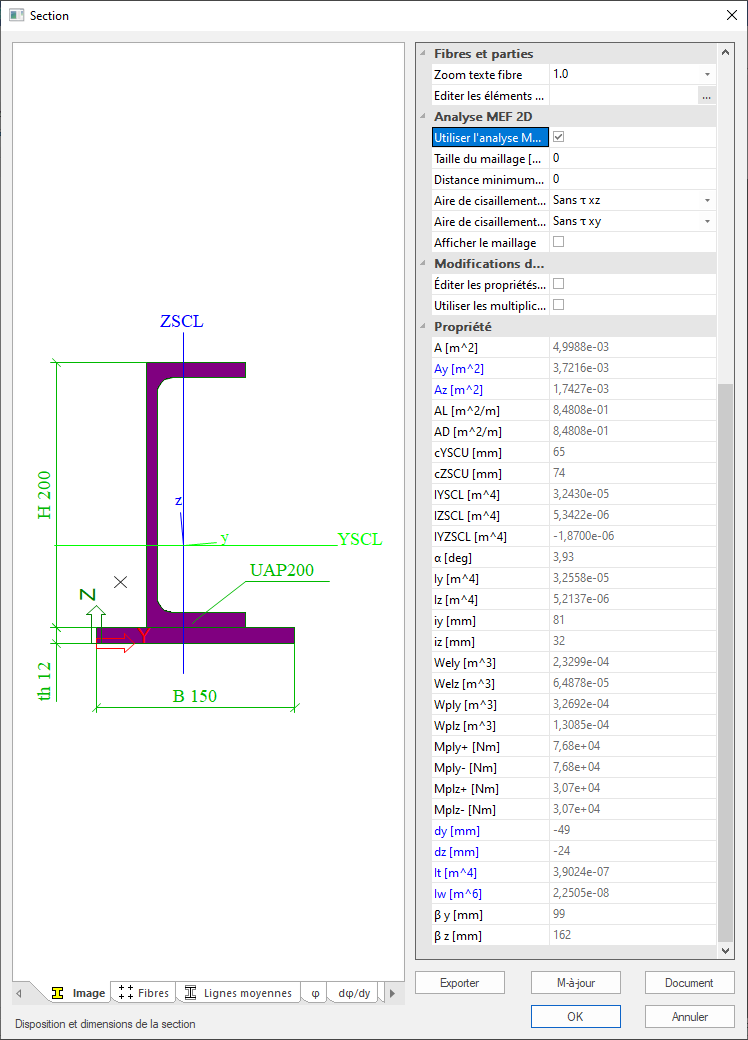 Section
ZSCL
H 200
z
y
YSCL
UAP200
Z
Y
th 12
B 150
Image
Fibres
Lignes moyennes
φ
dφ/dy
Disposition et dimensions de la section
Fibres et parties
Zoom texte fibre 1.0
Editer les éléments ... ...
Analyse MEF 2D
Utiliser l'analyse M...
Taille du maillage [... 0
Distance minimum... 0
Aire de cisaillement... Sans τ xz
Aire de cisaillement... Sans τ xy
Afficher le maillage
Modifications d...
Éditer les propriétés...
Utiliser les multiplic...
Propriété
A [m^2] 4,9988e-03
Ay [m^2] 3,7216e-03
Az [m^2] 1,7427e-03
AL [m^2/m] 8,4808e-01
AD [m^2/m] 8,4808e-01
cYSCU [mm] 65
cZSCU [mm] 74
IYSCL [m^4] 3,2430e-05
IZSCL [m^4] 5,3422e-06
IYZSCL [m^4] -1,8700e-06
α [deg] 3,93
Iy [m^4] 3,2558e-05
Iz [m^4] 5,2137e-06
iy [mm] 81
iz [mm] 32
Wely [m^3] 2,3299e-04
Welz [m^3] 6,4878e-05
Wply [m^3] 3,2692e-04
Wplz [m^3] 1,3085e-04
Mply+ [Nm] 7,68e+04
Mply- [Nm] 7,68e+04
Mplz+ [Nm] 3,07e+04
Mplz- [Nm] 3,07e+04
dy [mm] -49
dz [mm] -24
It [m^4] 3,9024e-07
Iw [m^6] 2,2505e-08
β y [mm] 99
β z [mm] 162
Exporter
M-à-jour
Document
OK
Annuler